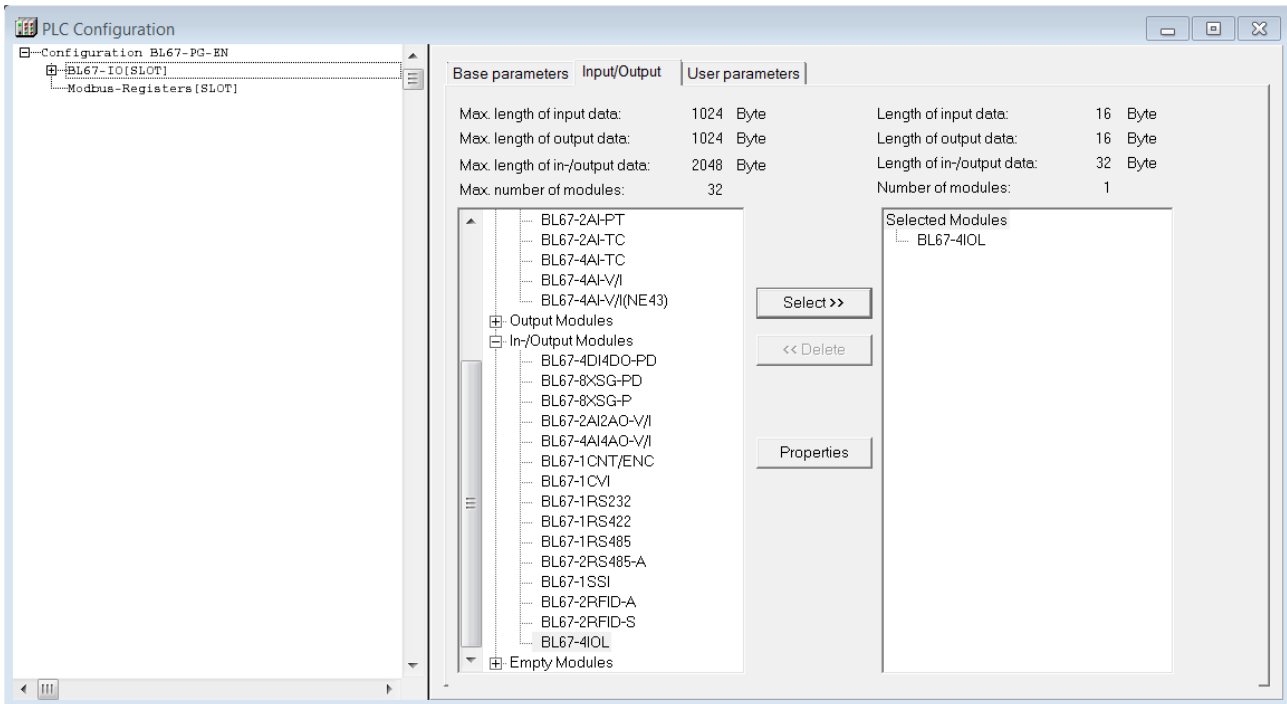 PLC Configuration
Configuration BL67-PG-EN
BL67-IO[SLOT]
Modbus-Registers[SLOT]
Base parameters Input/Output User parameters
Max. length of input data: 1024 Byte Length of input data: 16 Byte
Max. length of output data: 1024 Byte Length of output data: 16 Byte
Max. length of in-/output data: 2048 Byte Length of in-/output data: 32 Byte
Max. number of modules: 32 Number of modules: 1
BL67-2AI-PT
BL67-2AI-TC
BL67-4AI-TC
BL67-4AI-V/I
BL67-4AI-V/I(NE43)
Output Modules
In-/Output Modules
BL67-4DI4DO-PD
BL67-8XSG-PD
BL67-8XSG-P
BL67-2AI2AO-V/I
BL67-4AI4AO-V/I
BL67-1CNT/ENC
BL67-1CVI
BL67-1RS232
BL67-1RS422
BL67-1RS485
BL67-2RS485-A
BL67-1SSI
BL67-2RFID-A
BL67-2RFID-S
BL67-4IOL
Empty Modules
Select >>
<< Delete
Properties
Selected Modules
BL67-4IOL